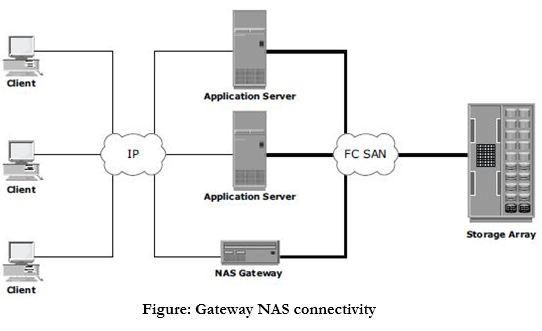 Client
Application Server
IP
FC SAN
Client
Application Server
Storage Array
NAS Gateway
Client
Figure: Gateway NAS connectivity